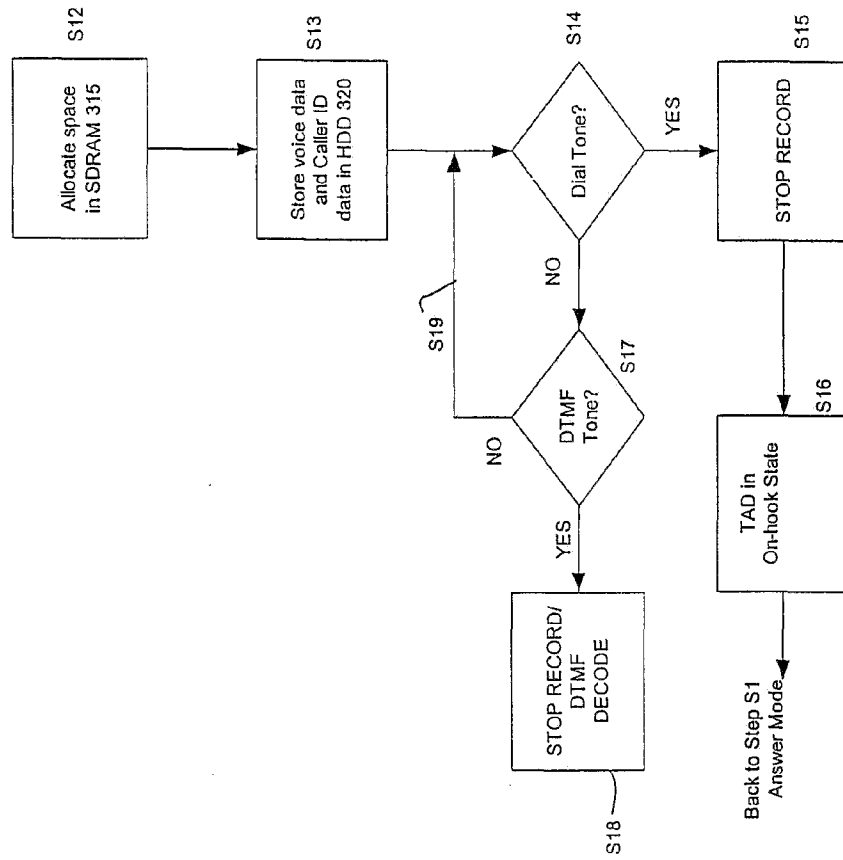 Allocate space
in SDRAM 315
S12
Store voice data
and Caller ID
data in HDD 320
S13
S19
Dial Tone?
S14
NO
YES
DTMF
Tone?
S17
NO
YES
STOP RECORD/
DTMF
DECODE
S18
STOP RECORD
S15
TAD in
On-hook State
S16
Back to Step S1
Answer Mode